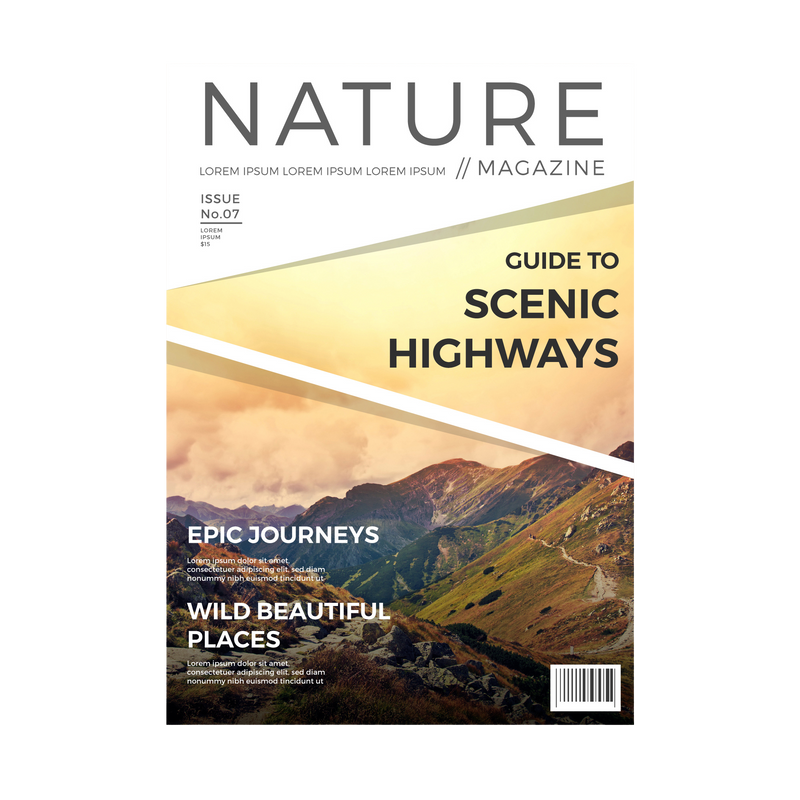 NATURE
LOREM IPSUM LOREM IPSUM LOREM IPSUM // MAGAZINE
ISSUE
No.07
LOREM
IPSUM
$15
GUIDE TO
SCENIC
HIGHWAYS
EPIC JOURNEYS
Lorem ipsum dolor sit amet,
consectetuer adipiscing elit, sed diam
nonummy nibh euismod tincidunt ut
WILD BEAUTIFUL
PLACES
Lorem ipsum dolor sit amet,
consectetuer adipiscing elit, sed diam
nonummy nibh euismod tincidunt ut